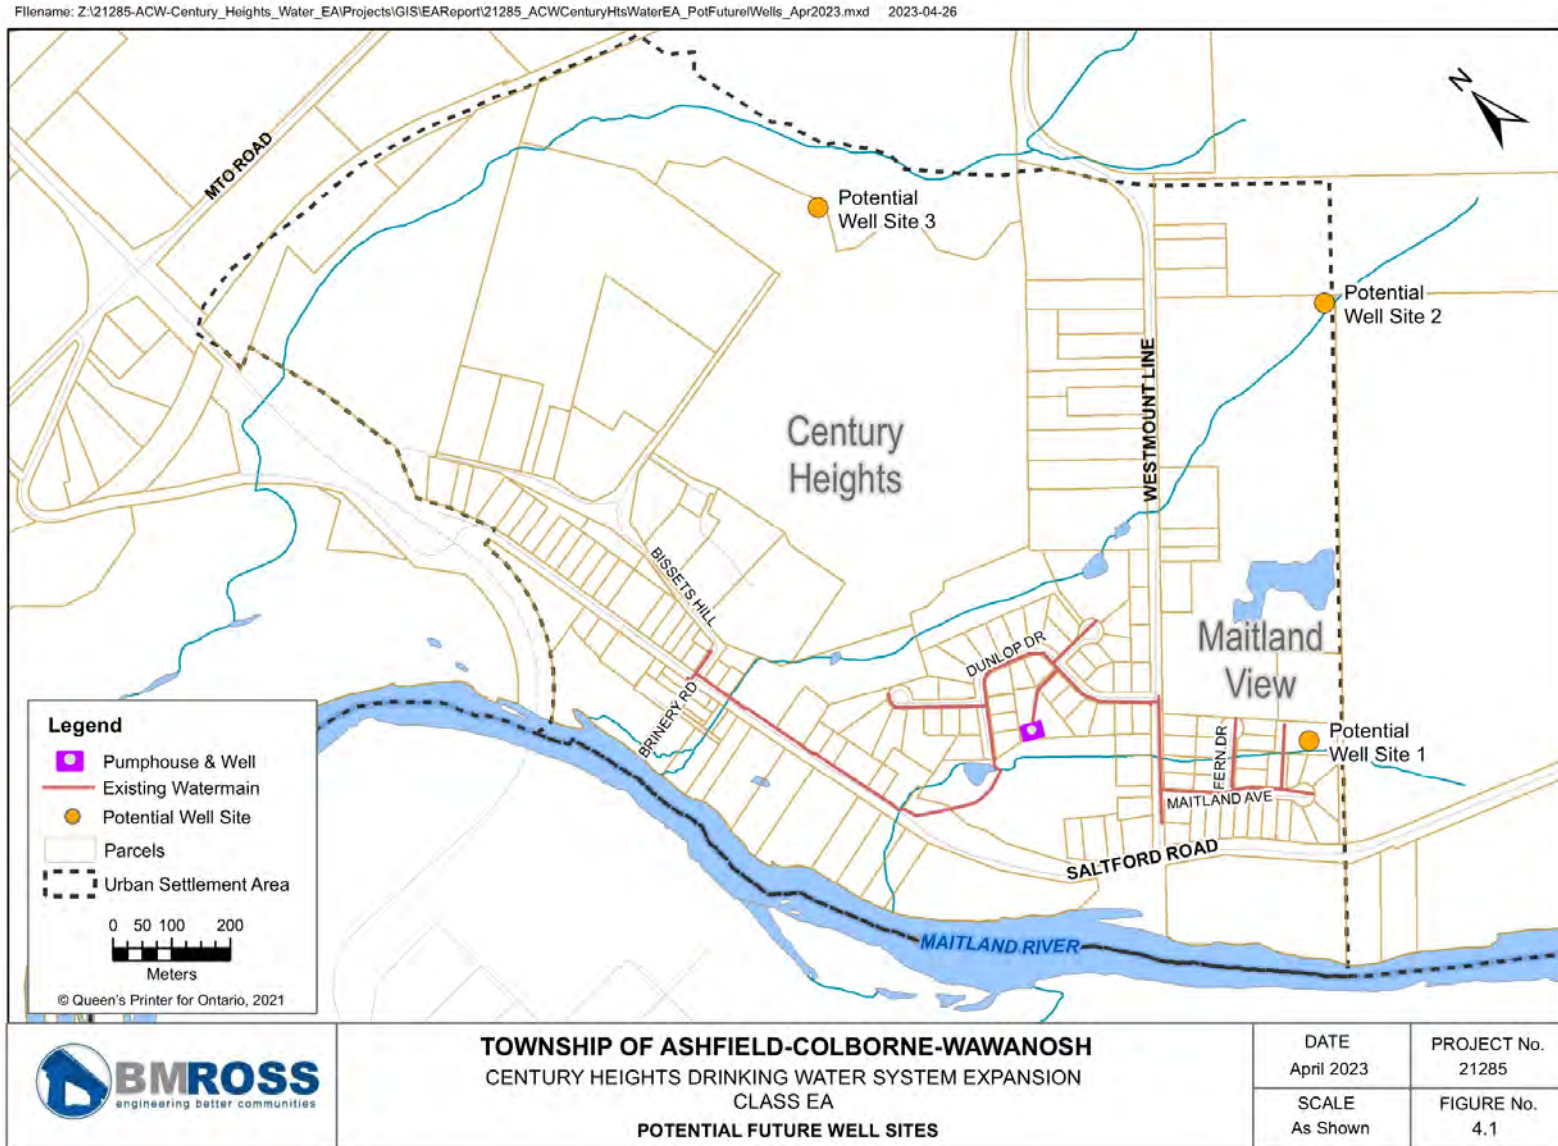 FIlename: Z:\21285-ACW-Century_Heights_Water_EA\Projects\GIS\EAReport\21285_ACWCenturyHtsWaterEA_PotFuturelWells_Apr2023.mxd 2023-04-26
N
MTO ROAD
Potential
Well Site 3
Potential
Well Site 2
WESTMOUNT LINE
Century
Heights
BISSETS HILL
DUNLOP DR
Maitland
View
BRINERY RD
FERN DR
Potential
Well Site 1
MAITLAND AVE
SALTFORD ROAD
MAITLAND RIVER
Legend
Pumphouse & Well
Existing Watermain
Potential Well Site
Parcels
Urban Settlement Area
0 50 100 200
Meters
© Queen's Printer for Ontario, 2021
BMROSS
engineering better communities
TOWNSHIP OF ASHFIELD-COLBORNE-WAWANOSH
CENTURY HEIGHTS DRINKING WATER SYSTEM EXPANSION
CLASS EA
POTENTIAL FUTURE WELL SITES
DATE
April 2023
PROJECT No.
21285
SCALE
As Shown
FIGURE No.
4.1